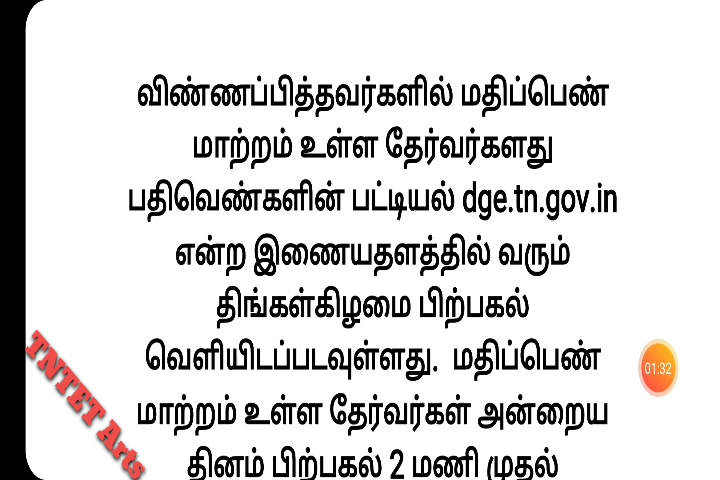 விண்ணப்பித்தவர்களில் மதிப்பெண்
மாற்றம் உள்ள தேர்வர்களது
பதிவெண்களின் பட்டியல் dge.tn.gov.in
என்ற இணையதளத்தில் வரும்
திங்கள்கிழமை பிற்பகல்
வெளியிடப்படவுள்ளது. மதிப்பெண்
மாற்றம் உள்ள தேர்வர்கள் அன்றைய
தினம் பிற்பகல் 2 மணி முதல்
TNTET Arts
01:32